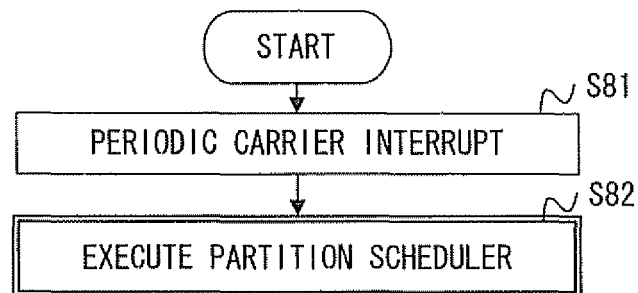 START
S81
PERIODIC CARRIER INTERRUPT
S82
EXECUTE PARTITION SCHEDULER